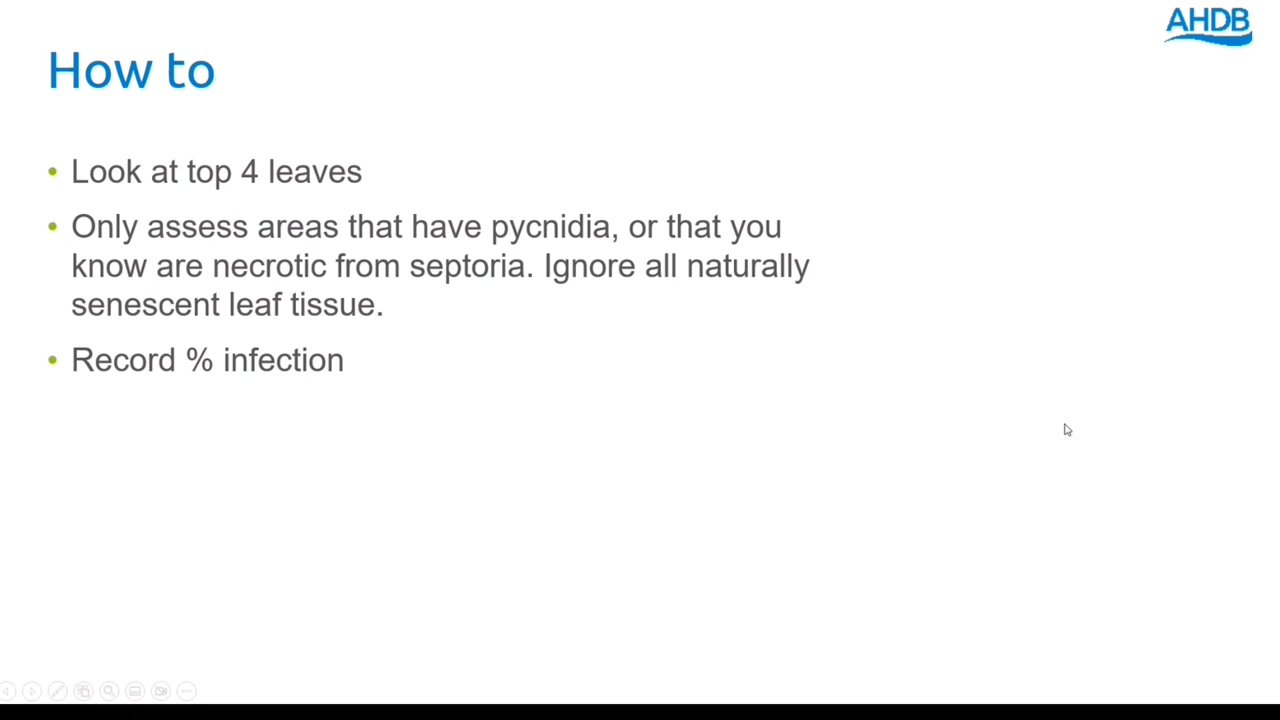 AHDB
How to
• Look at top 4 leaves
• Only assess areas that have pycnidia, or that you
know are necrotic from septoria. Ignore all naturally
senescent leaf tissue.
• Record % infection